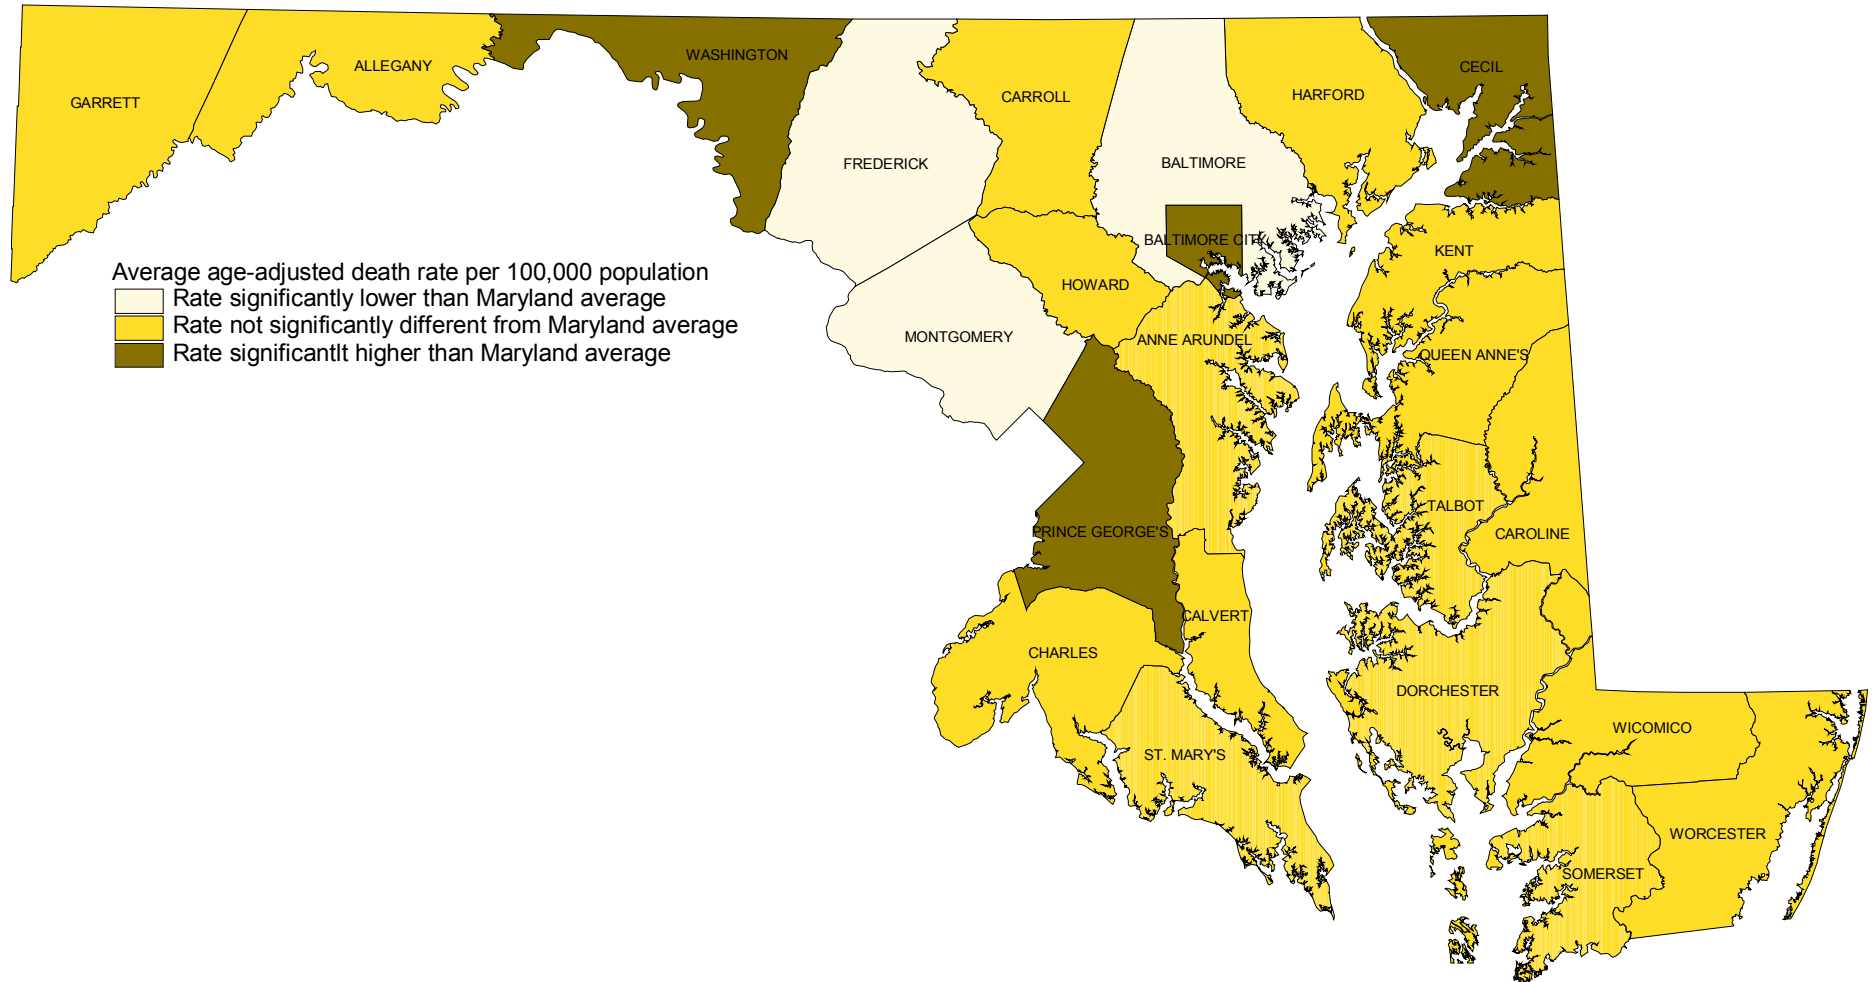 WASHINGTON
ALLEGANY
CECIL
GARRETT
CARROLL
HARFORD
FREDERICK
BALTIMORE
BALTIMORE CITY
KENT
Average age-adjusted death rate per 100,000 population
Rate significantly lower than Maryland average
Rate not significantly different from Maryland average
Rate significantlt higher than Maryland average
HOWARD
MONTGOMERY
ANNE ARUNDEL
QUEEN ANNE'S
TALBOT
PRINCE GEORGE'S
CAROLINE
CALVERT
CHARLES
DORCHESTER
WICOMICO
ST. MARY'S
WORCESTER
SOMERSET